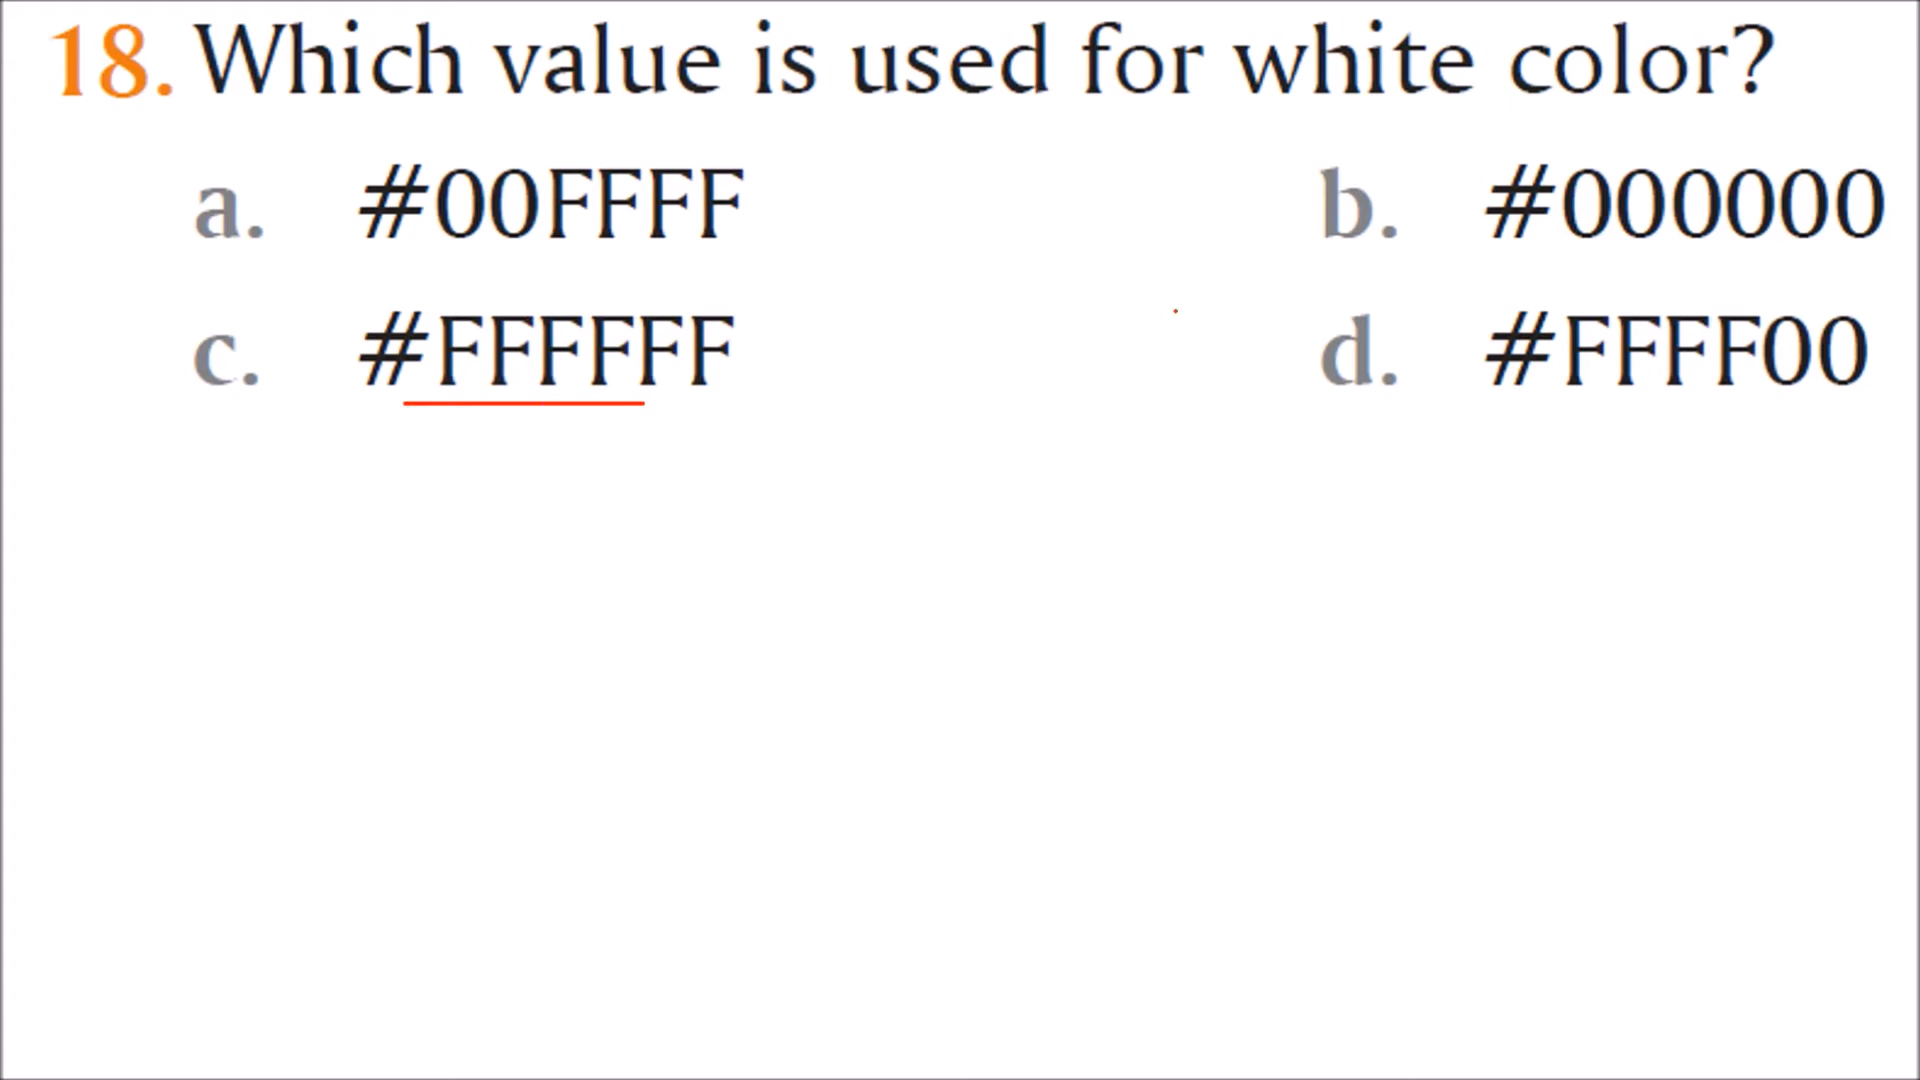 18. Which value is used for white color?
a. #00FFFF b. #000000
c. #FFFFFF d. #FFFF00